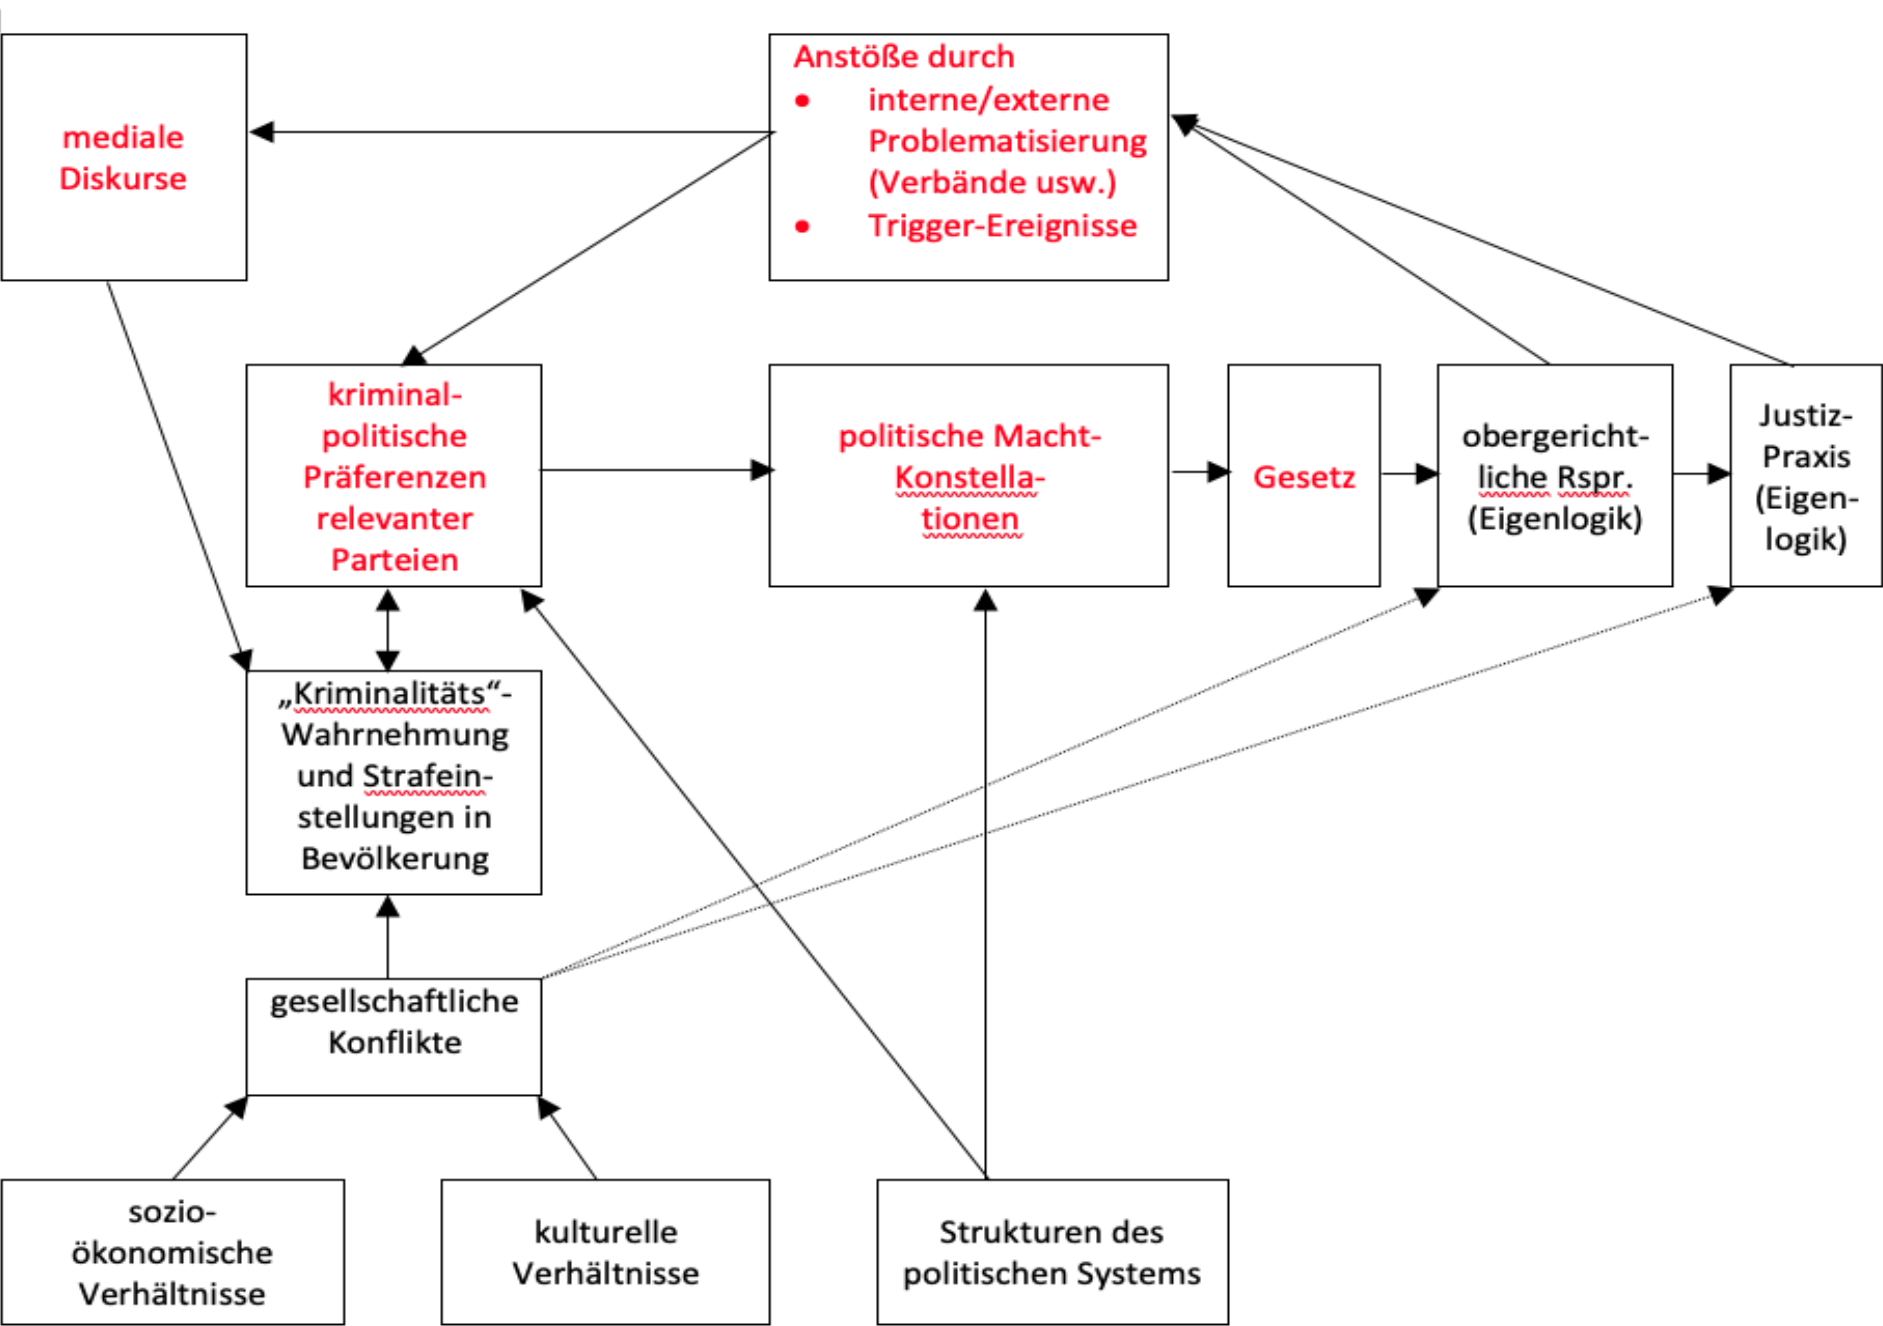 mediale
Diskurse
Anstöße durch
• interne/externe
Problematisierung
(Verbände usw.)
• Trigger-Ereignisse
kriminal-
politische
Präferenzen
relevanter
Parteien
politische Macht-
Konstella-
tionen
Gesetz
obergericht-
liche Rspr.
(Eigenlogik)
Justiz-
Praxis
(Eigen-
logik)
„Kriminalitäts“-
Wahrnehmung
und Strafein-
stellungen in
Bevölkerung
gesellschaftliche
Konflikte
sozio-
ökonomische
Verhältnisse
kulturelle
Verhältnisse
Strukturen des
politischen Systems